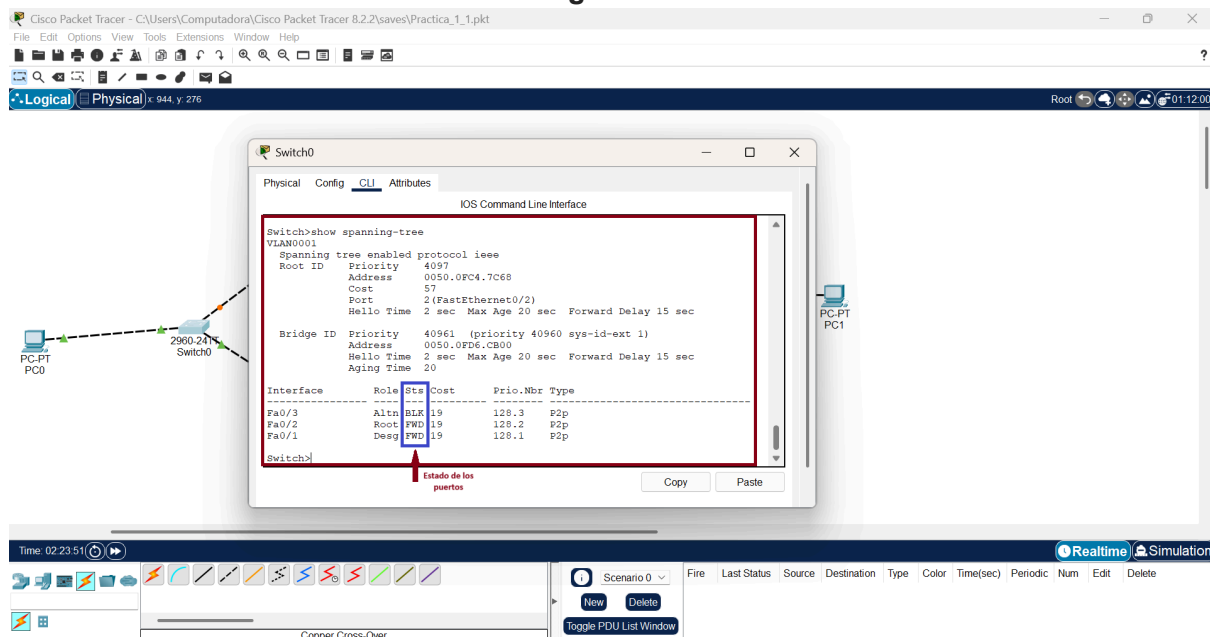 Cisco Packet Tracer - C:\Users\Computadora\Cisco Packet Tracer 8.2.2\saves\Practica_1_1.pkt
File Edit Options View Tools Extensions Window Help
?
Logical Physical x: 944, y: 276 Root 01:12:00
Switch0
Physical Config CLI Attributes
IOS Command Line Interface
Switch>show spanning-tree
VLAN0001
Spanning tree enabled protocol ieee
Root ID Priority 4097
Address 0050.0FC4.7C68
Cost 57
Port 2(FastEthernet0/2)
Hello Time 2 sec Max Age 20 sec Forward Delay 15 sec
Bridge ID Priority 40961 (priority 40960 sys-id-ext 1)
Address 0050.0FD6.CB00
Hello Time 2 sec Max Age 20 sec Forward Delay 15 sec
Aging Time 20
Interface Role Sts Cost Prio.Nbr Type
Fa0/3 Altn BLK 19 128.3 P2p
Fa0/2 Root FWD 19 128.2 P2p
Fa0/1 Desg FWD 19 128.1 P2p
Switch>
Estado de los
puertos
Copy Paste
PC-PT
PC0
2960-24TT
Switch0
PC-PT
PC1
Time: 02:23:51 Realtime Simulation
Scenario 0 Fire Last Status Source Destination Type Color Time(sec) Periodic Num Edit Delete
New Delete
Toggle PDU List Window
Copper Cross-Over